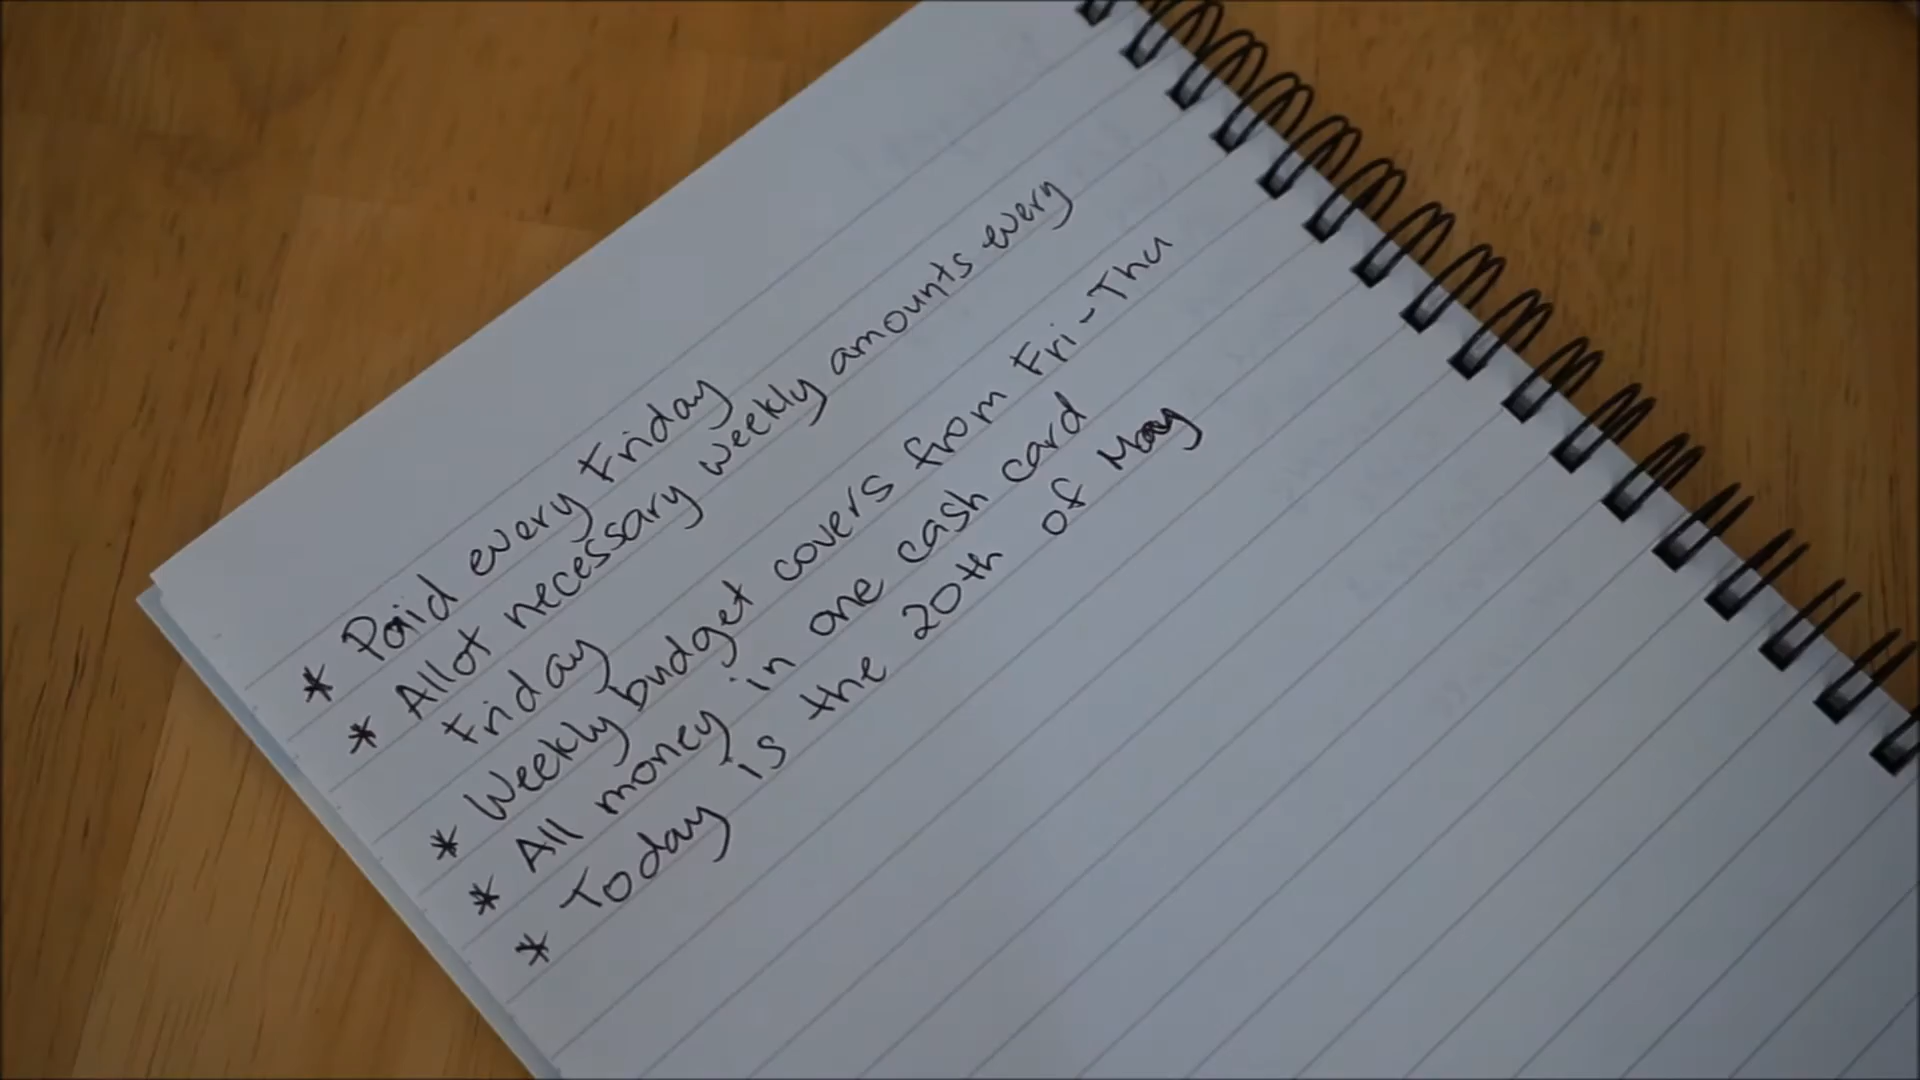 * Paid every Friday
* Allot necessary weekly amounts every
Friday
* Weekly budget covers from Fri-Thu
* All money in one cash card
* Today is the 20th of May